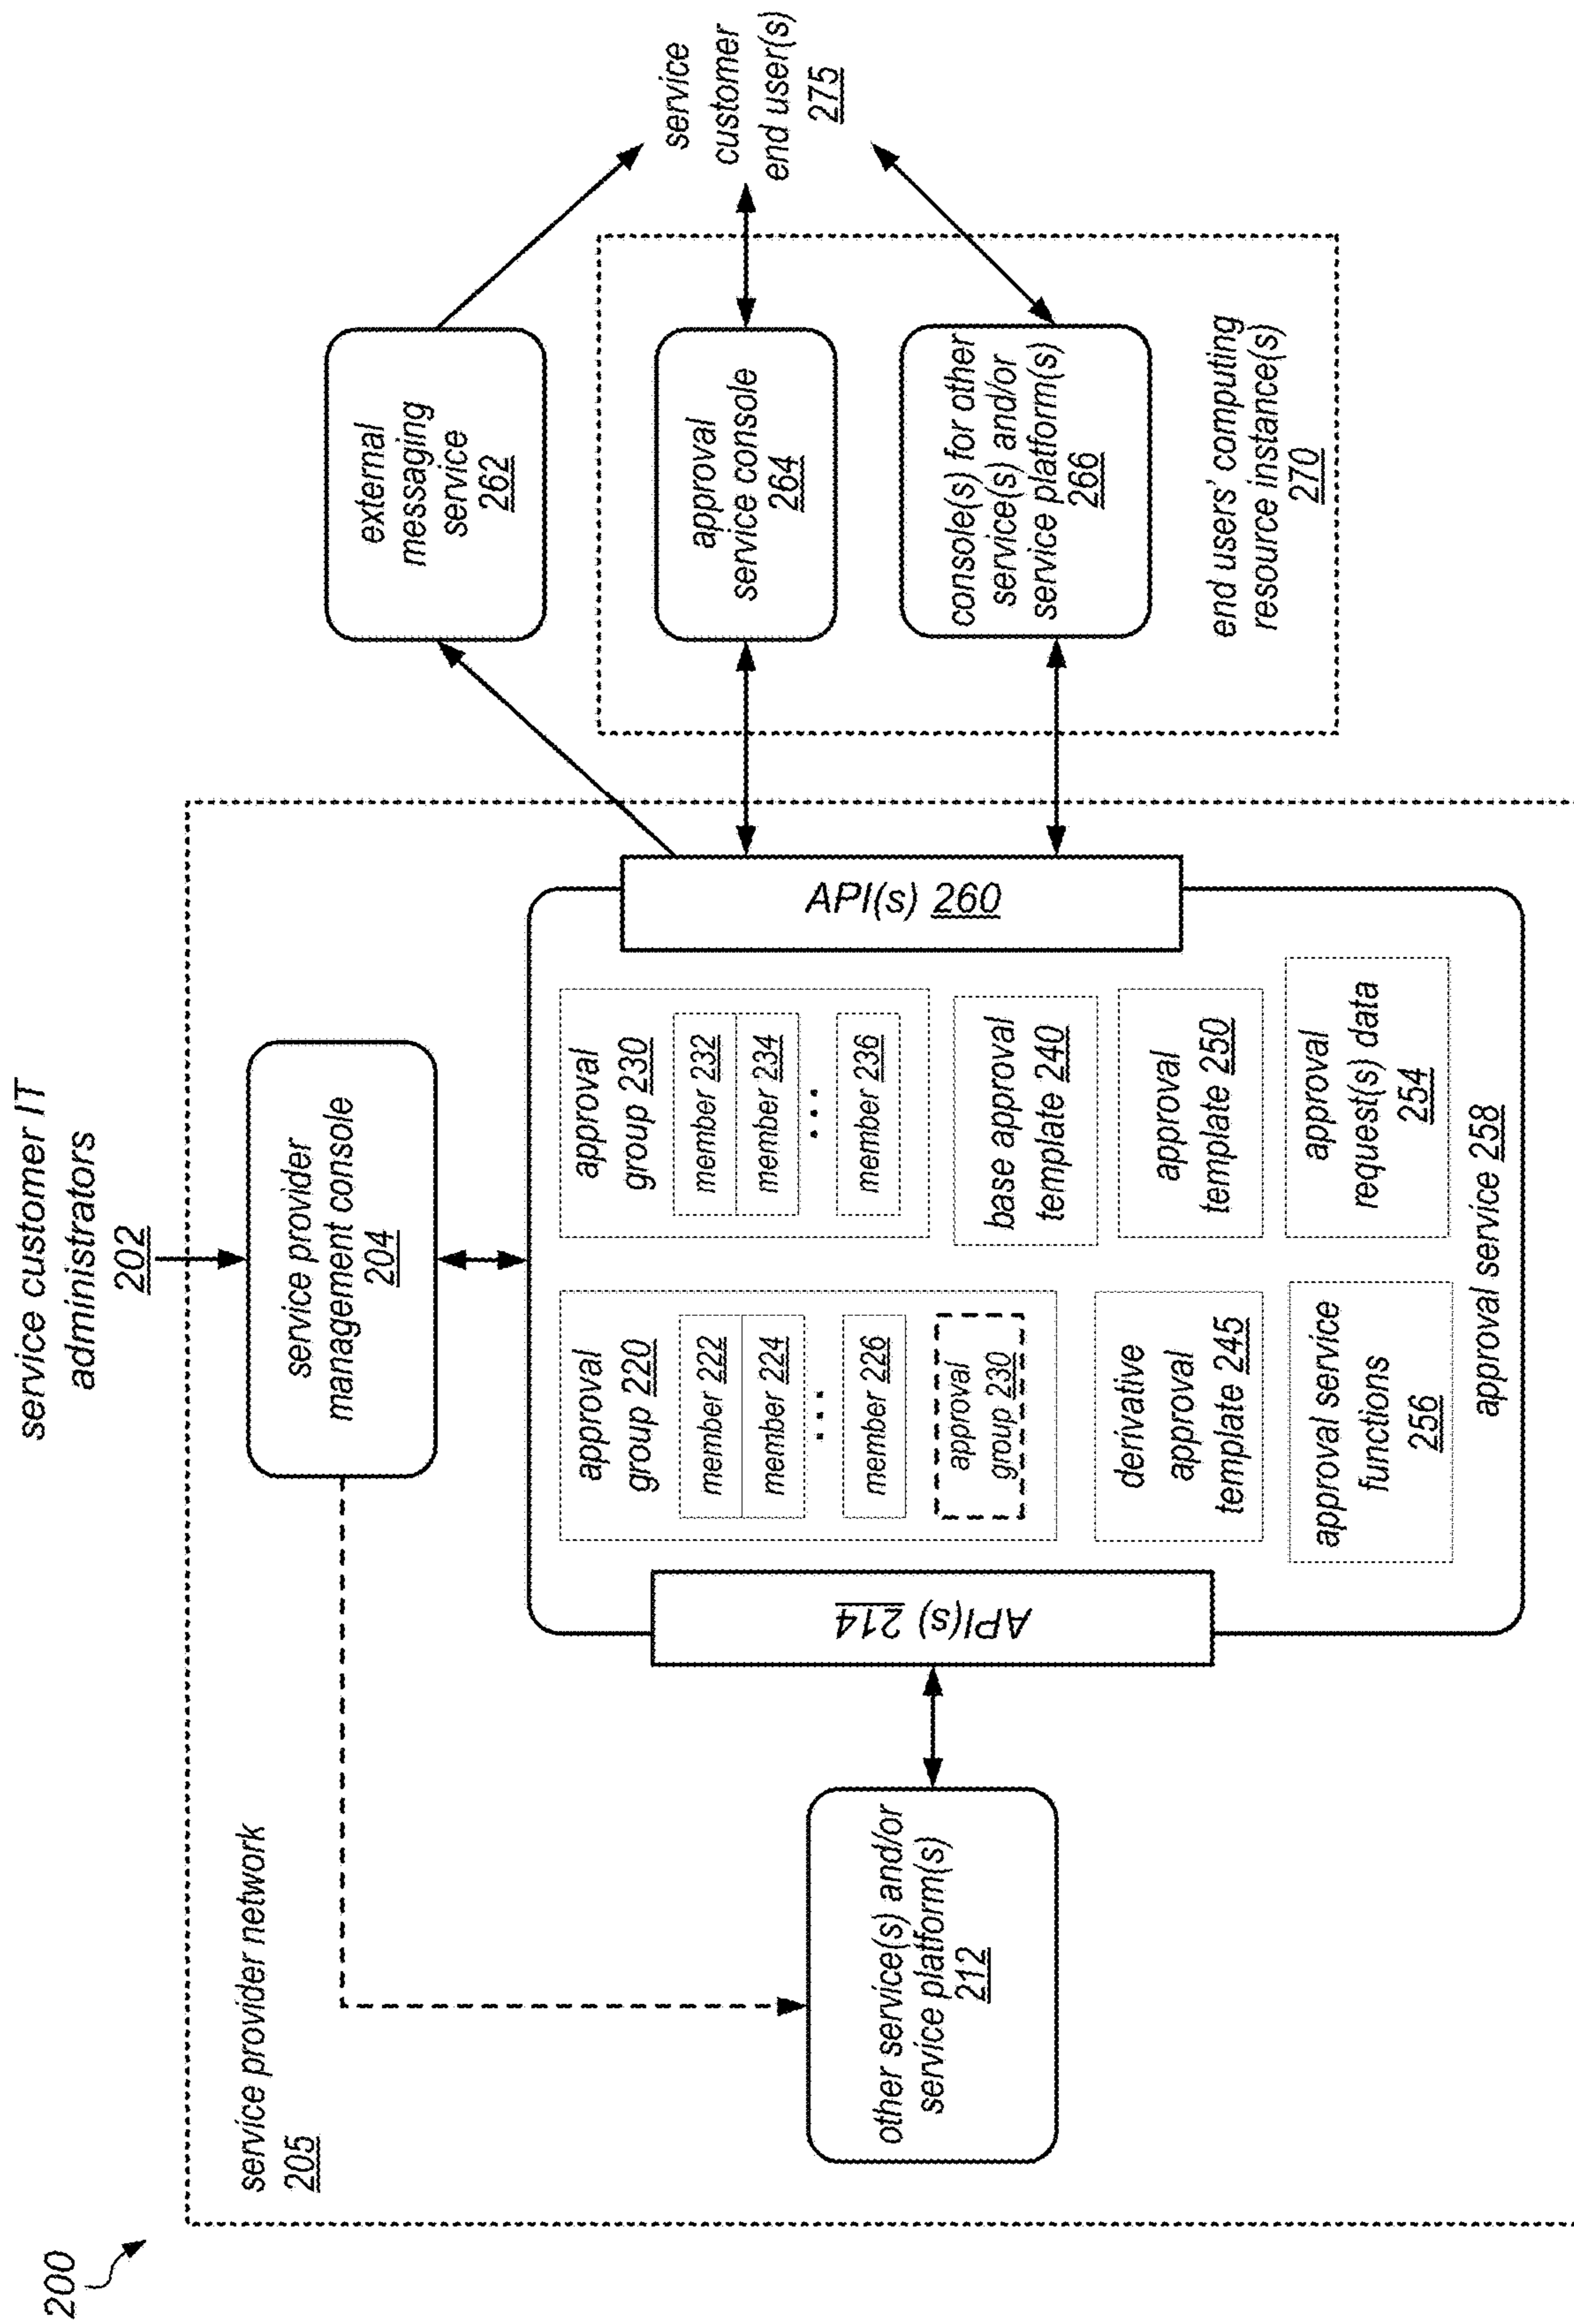 200
service customer IT
administrators
202
service provider network
205
service provider
management console
204
other service(s) and/or
service platform(s)
212
API(s) 214
approval
group 220
member 222
member 224
...
member 226
approval
group 230
approval
group 230
member 232
member 234
...
member 236
derivative
approval
template 245
base approval
template 240
approval
template 250
approval service
functions
256
approval
request(s) data
254
approval service 258
API(s) 260
external
messaging
service
262
approval
service console
264
console(s) for other
service(s) and/or
service platform(s)
266
end users' computing
resource instance(s)
270
service
customer
end user(s)
275